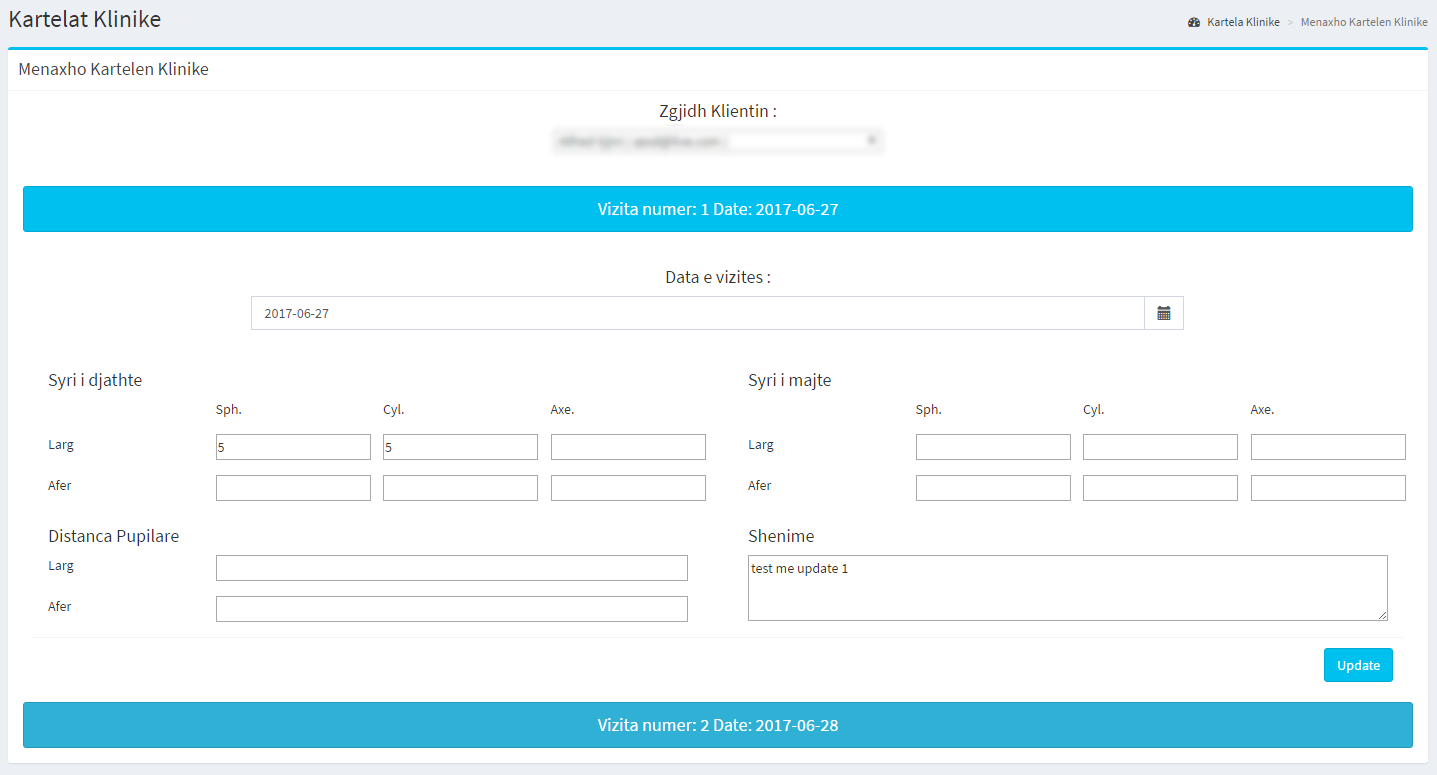 Kartelat Klinike
Kartela Klinike > Menaxho Kartelen Klinike
Menaxho Kartelen Klinike
Zgjidh Klientin :
Vizita numer: 1 Date: 2017-06-27
Data e vizites :
2017-06-27
Syri i djathte
Sph. Cyl. Axe.
Larg 5 5
Afer
Syri i majte
Sph. Cyl. Axe.
Larg
Afer
Distanca Pupilare
Larg
Afer
Shenime
test me update 1
Update
Vizita numer: 2 Date: 2017-06-28